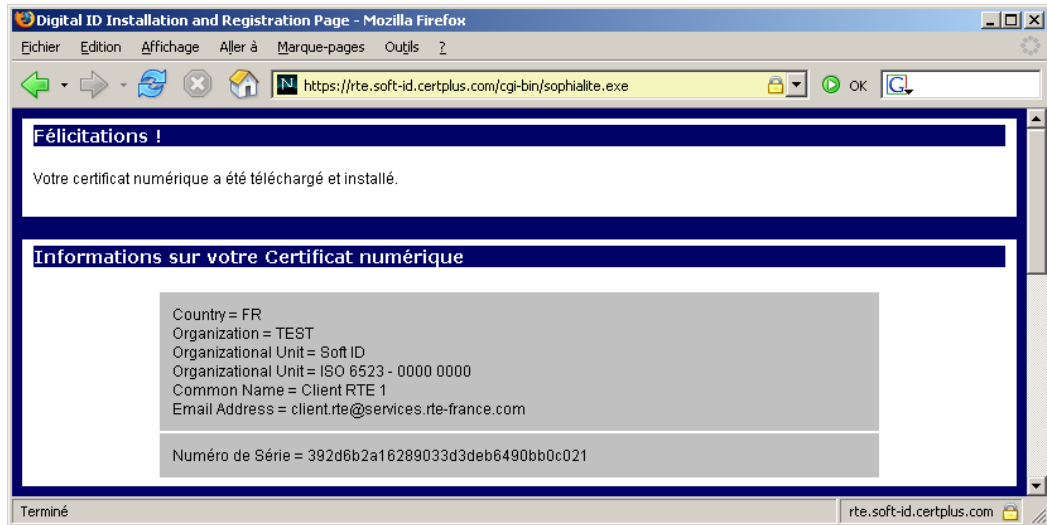 Digital ID Installation and Registration Page - Mozilla Firefox
Fichier Edition Affichage Aller à Marque-pages Outils ?
https://rte.soft-id.certplus.com/cgi-bin/sophialite.exe OK G
Félicitations !
Votre certificat numérique a été téléchargé et installé.
Informations sur votre Certificat numérique
Country = FR
Organization = TEST
Organizational Unit = Soft ID
Organizational Unit = ISO 6523 - 0000 0000
Common Name = Client RTE 1
Email Address = client.rte@services.rte-france.com
Numéro de Série = 392d6b2a16289033d3deb6490bb0c021
Terminé rte.soft-id.certplus.com